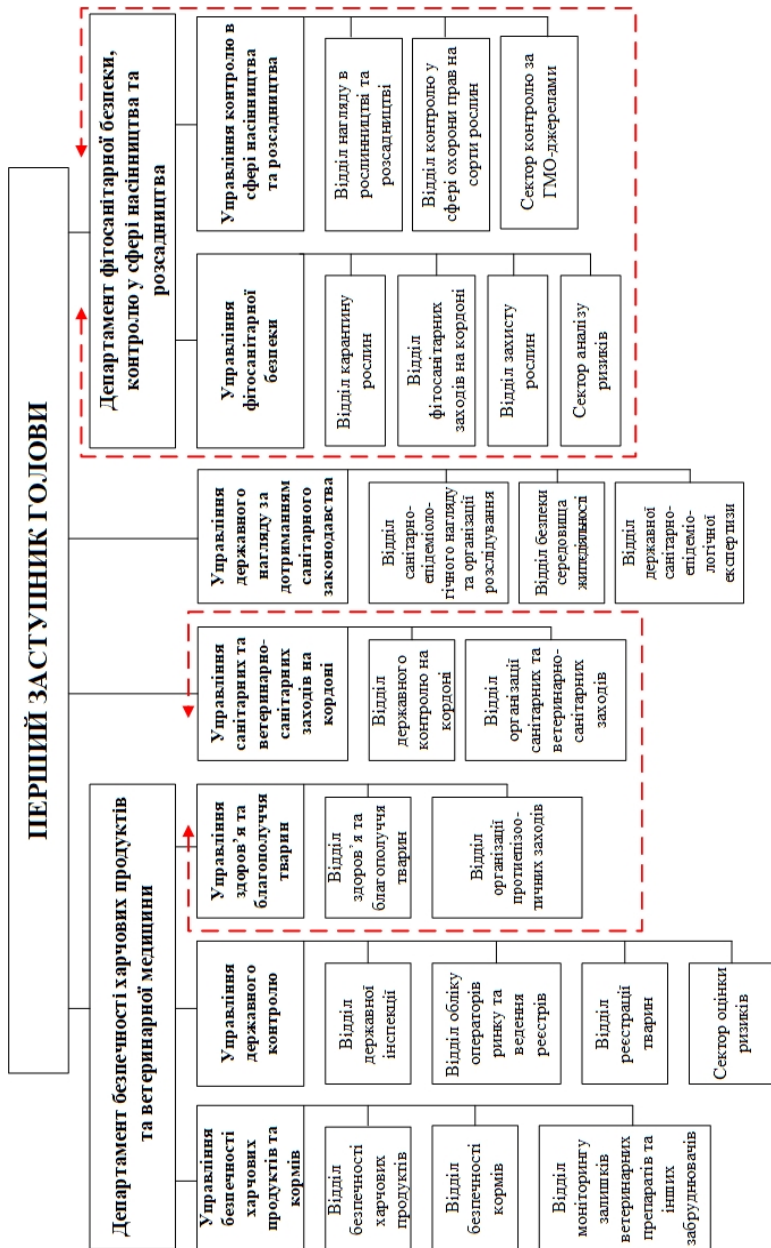 ПЕРШИЙ ЗАСТУПНИК ГОЛОВИ
Департамент безпечності харчових продуктів
та ветеринарної медицини
Управління
безпечності
харчових
продуктів та
кормів
Відділ
безпечності
харчових
продуктів
Відділ
безпечності
кормів
Відділ
моніторингу
залишків
ветеринарних
препаратів та
інших
забруднювачів
Управління
державного
контролю
Відділ
державної
інспекції
Відділ обліку
операторів
ринку та
ведення
реєстрів
Відділ
реєстрації
тварин
Сектор оцінки
ризиків
Управління
здоров’я та
благополуччя
тварин
Відділ
здоров’я та
благополуччя
тварин
Відділ
організації
протиепізоо-
тичних заходів
Управління
санітарних та
ветеринарно-
санітарних
заходів на
кордоні
Відділ
державного
контролю на
кордоні
Відділ
організації
санітарних та
ветеринарно-
санітарних
заходів
Управління
державного
нагляду за
дотриманням
санітарного
законодавства
Відділ
санітарно-
епідеміоло-
гічного нагляду
та організації
розслідування
Відділ безпеки
середовища
життєдіяльності
Відділ
державної
санітарно-
епідеміо-
логічної
експертизи
Департамент фітосанітарної безпеки,
контролю у сфері насінництва та
розсадництва
Управління
фітосанітарної
безпеки
Відділ карантину
рослин
Відділ
фітосанітарних
заходів на кордоні
Відділ захисту
рослин
Сектор аналізу
ризиків
Управління контролю в
сфері насінництва
та розсадництва
Відділ нагляду в
рослинництві та
розсадництві
Відділ контролю у
сфері охорони прав на
сорти рослин
Сектор контролю за
ГМО-джерелами